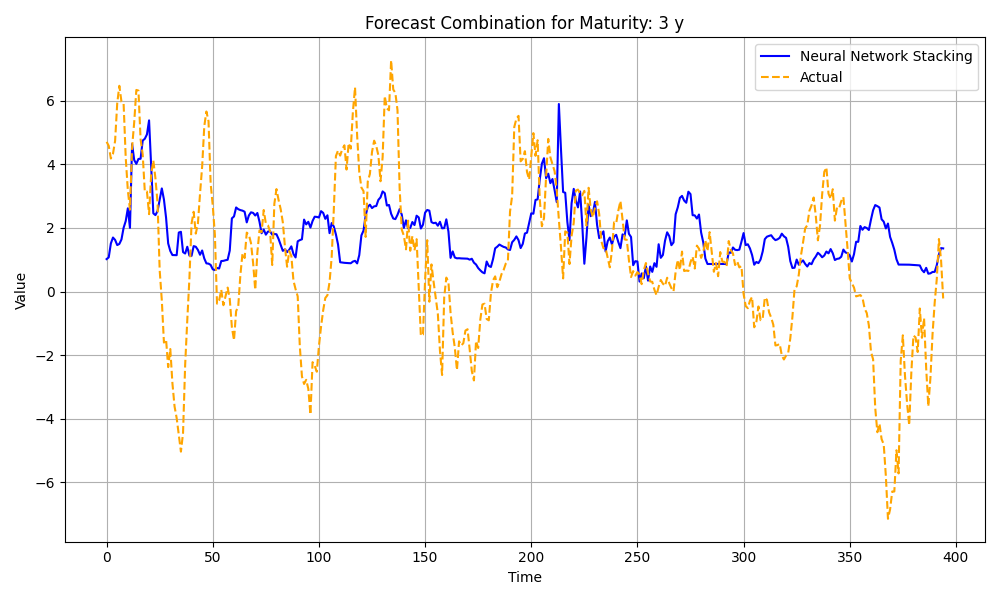 Forecast Combination for Maturity: 3 y
Neural Network Stacking
Actual
Value
6
4
2
0
−2
−4
−6
0 50 100 150 200 250 300 350 400
Time